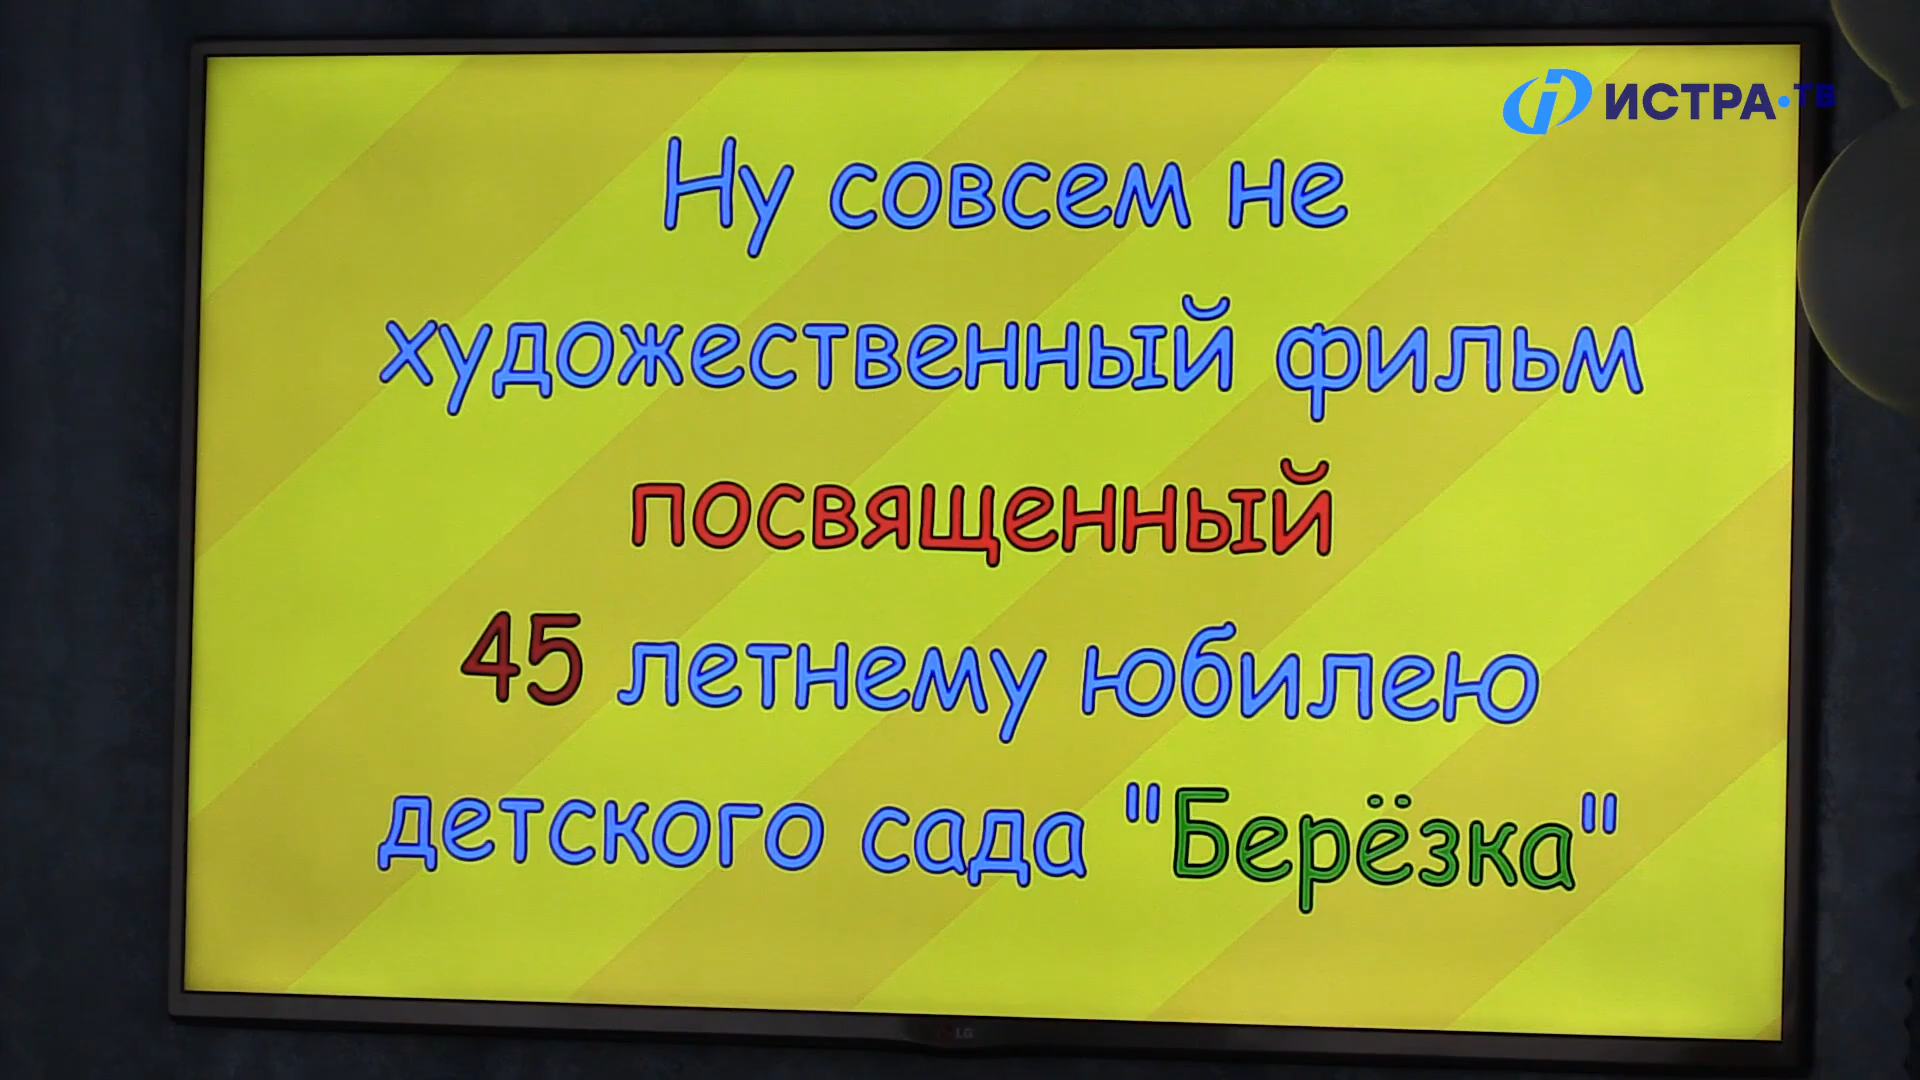 ИСТРА•ТВ
Ну совсем не
художественный фильм
посвященный
45 летнему юбилею
детского сада "Берёзка"
LG